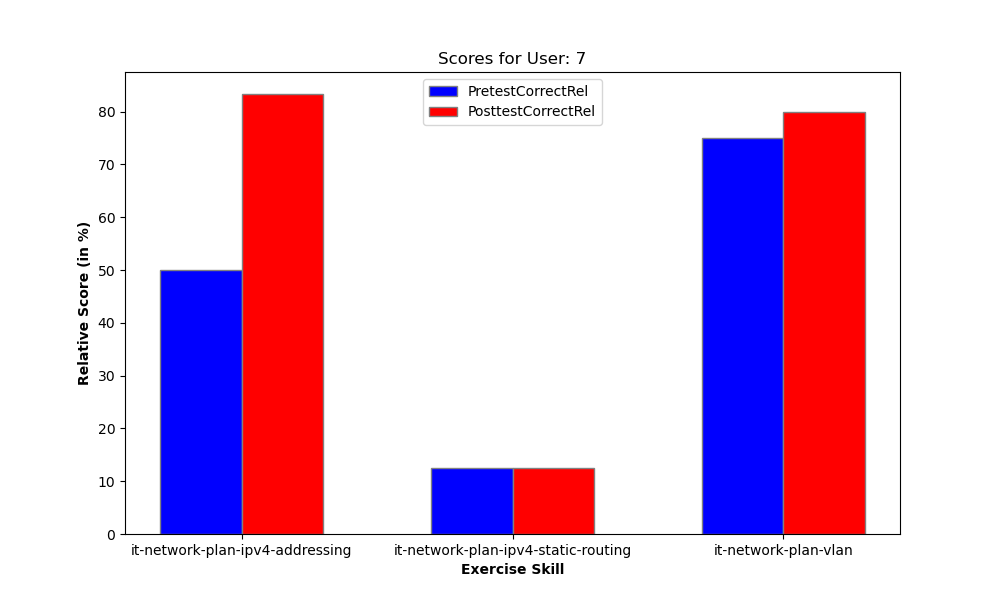 Scores for User: 7
PretestCorrectRel
PosttestCorrectRel
Relative Score (in %)
80
70
60
50
40
30
20
10
0
it-network-plan-ipv4-addressing
it-network-plan-ipv4-static-routing
it-network-plan-vlan
Exercise Skill